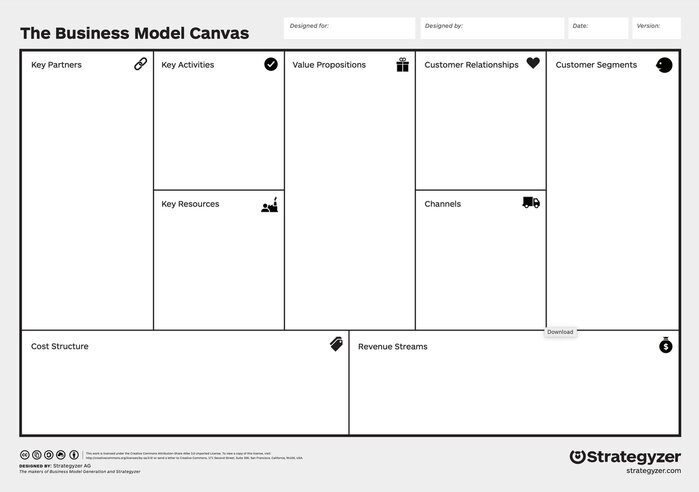 The Business Model Canvas
Designed for:
Designed by:
Date:
Version:
Key Partners
Key Activities
Value Propositions
Customer Relationships
Customer Segments
Key Resources
Channels
Cost Structure
Revenue Streams
Download
This work is licensed under the Creative Commons Attribution-Share Alike 3.0 Unported License. To view a copy of this license, visit:
http://creativecommons.org/licenses/by-sa/3.0/ or send a letter to Creative Commons, 171 Second Street, Suite 300, San Francisco, California, 94105, USA.
DESIGNED BY: Strategyzer AG
The makers of Business Model Generation and Strategyzer
Strategyzer
strategyzer.com